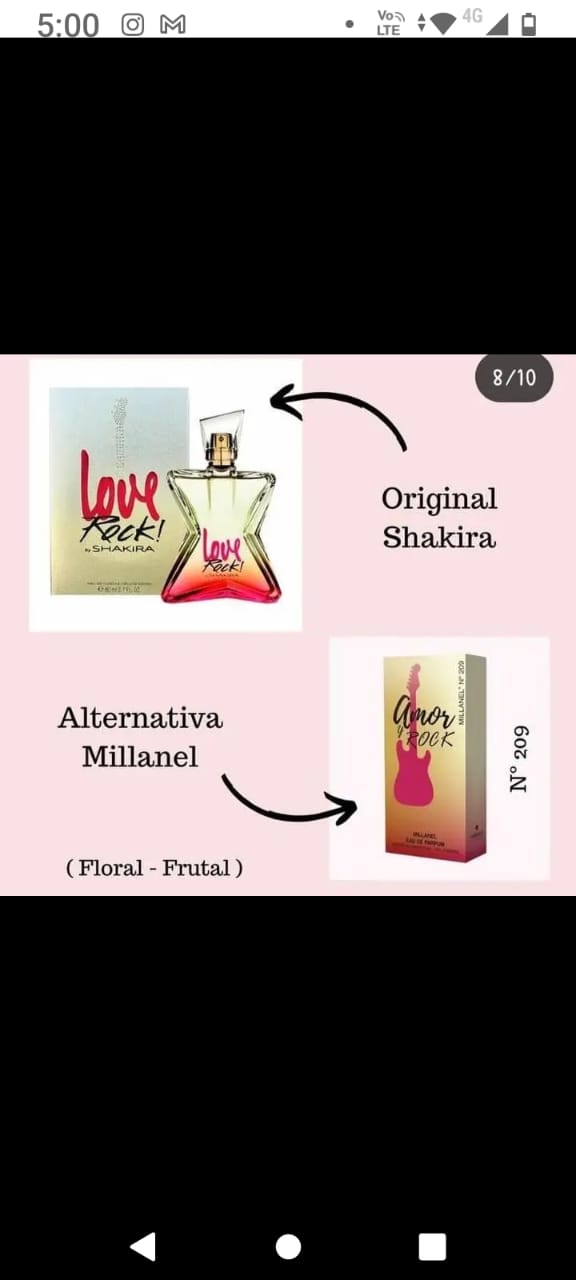 5:00
Vo
LTE
4G
8/10
Love
Rock!
by SHAKIRA
Love
Rock!
Original
Shakira
Alternativa
Millanel
(Floral - Frutal)
Amor
y ROCK
MILLANEL N° 209
MILLANEL
EAU DE PARFUM
N° 209